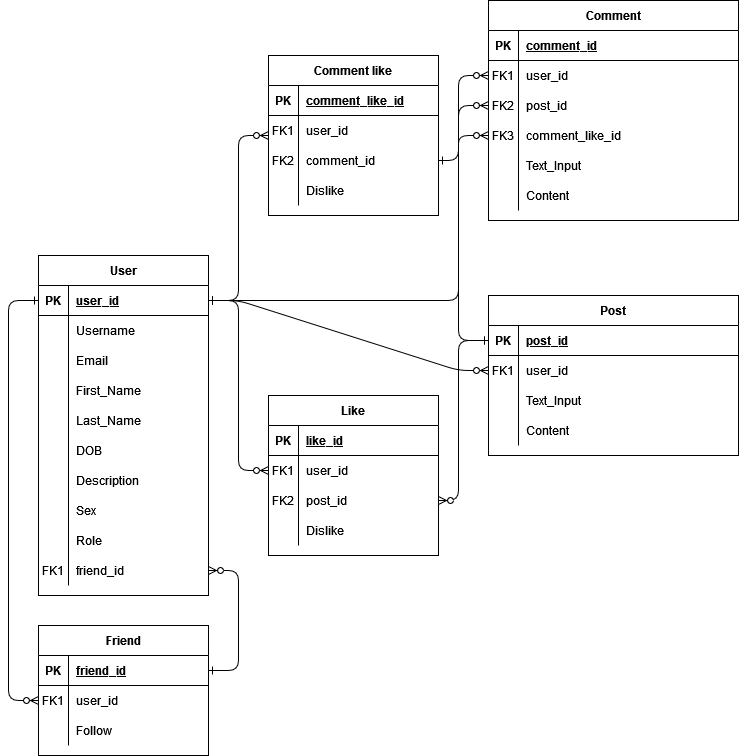 Comment
PK comment_id
FK1 user_id
FK2 post_id
FK3 comment_like_id
Text_Input
Content
Comment like
PK comment_like_id
FK1 user_id
FK2 comment_id
Dislike
User
PK user_id
Username
Email
First_Name
Last_Name
DOB
Description
Sex
Role
FK1 friend_id
Post
PK post_id
FK1 user_id
Text_Input
Content
Like
PK like_id
FK1 user_id
FK2 post_id
Dislike
Friend
PK friend_id
FK1 user_id
Follow